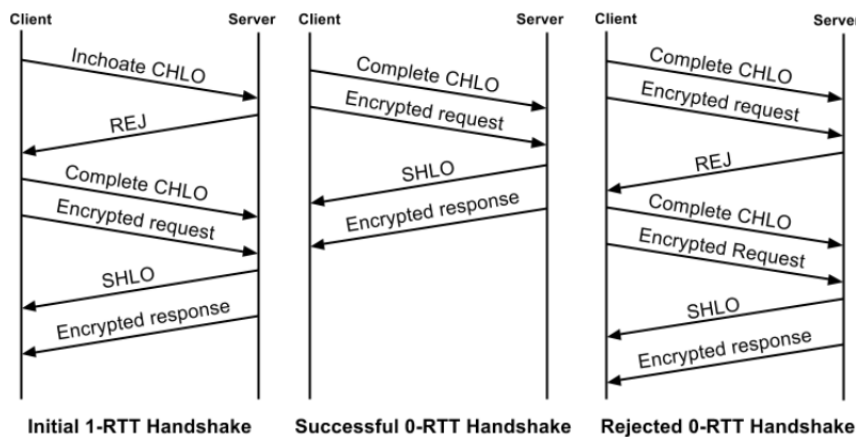 Client
Server
Inchoate CHLO
REJ
Complete CHLO
Encrypted request
SHLO
Encrypted response
Initial 1-RTT Handshake
Client
Server
Complete CHLO
Encrypted request
SHLO
Encrypted response
Successful 0-RTT Handshake
Client
Server
Complete CHLO
Encrypted request
REJ
Complete CHLO
Encrypted Request
SHLO
Encrypted response
Rejected 0-RTT Handshake